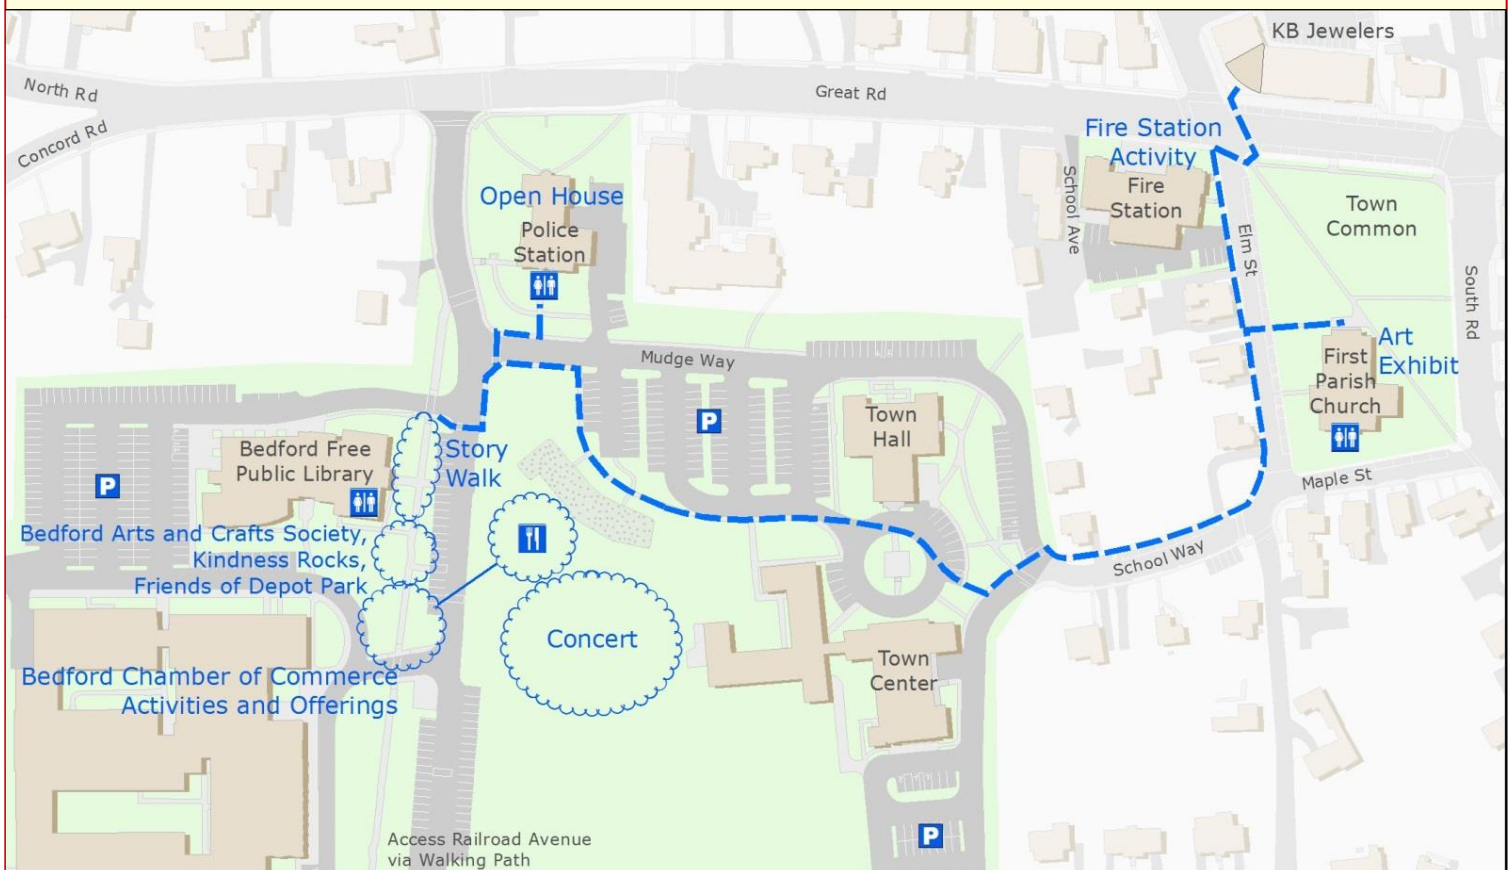 KB Jewelers
North Rd
Great Rd
Concord Rd
Fire Station
Activity
Open House
School Ave
Fire
Station
Town
Common
Police
Station
Elm St
South Rd
Mudge Way
Art
Exhibit
First
Parish
Church
P
Town
Hall
Bedford Free
Public Library
Story
Walk
P
Maple St
Bedford Arts and Crafts Society,
Kindness Rocks,
Friends of Depot Park
School Way
Concert
Bedford Chamber of Commerce
Activities and Offerings
Town
Center
Access Railroad Avenue
via Walking Path
P